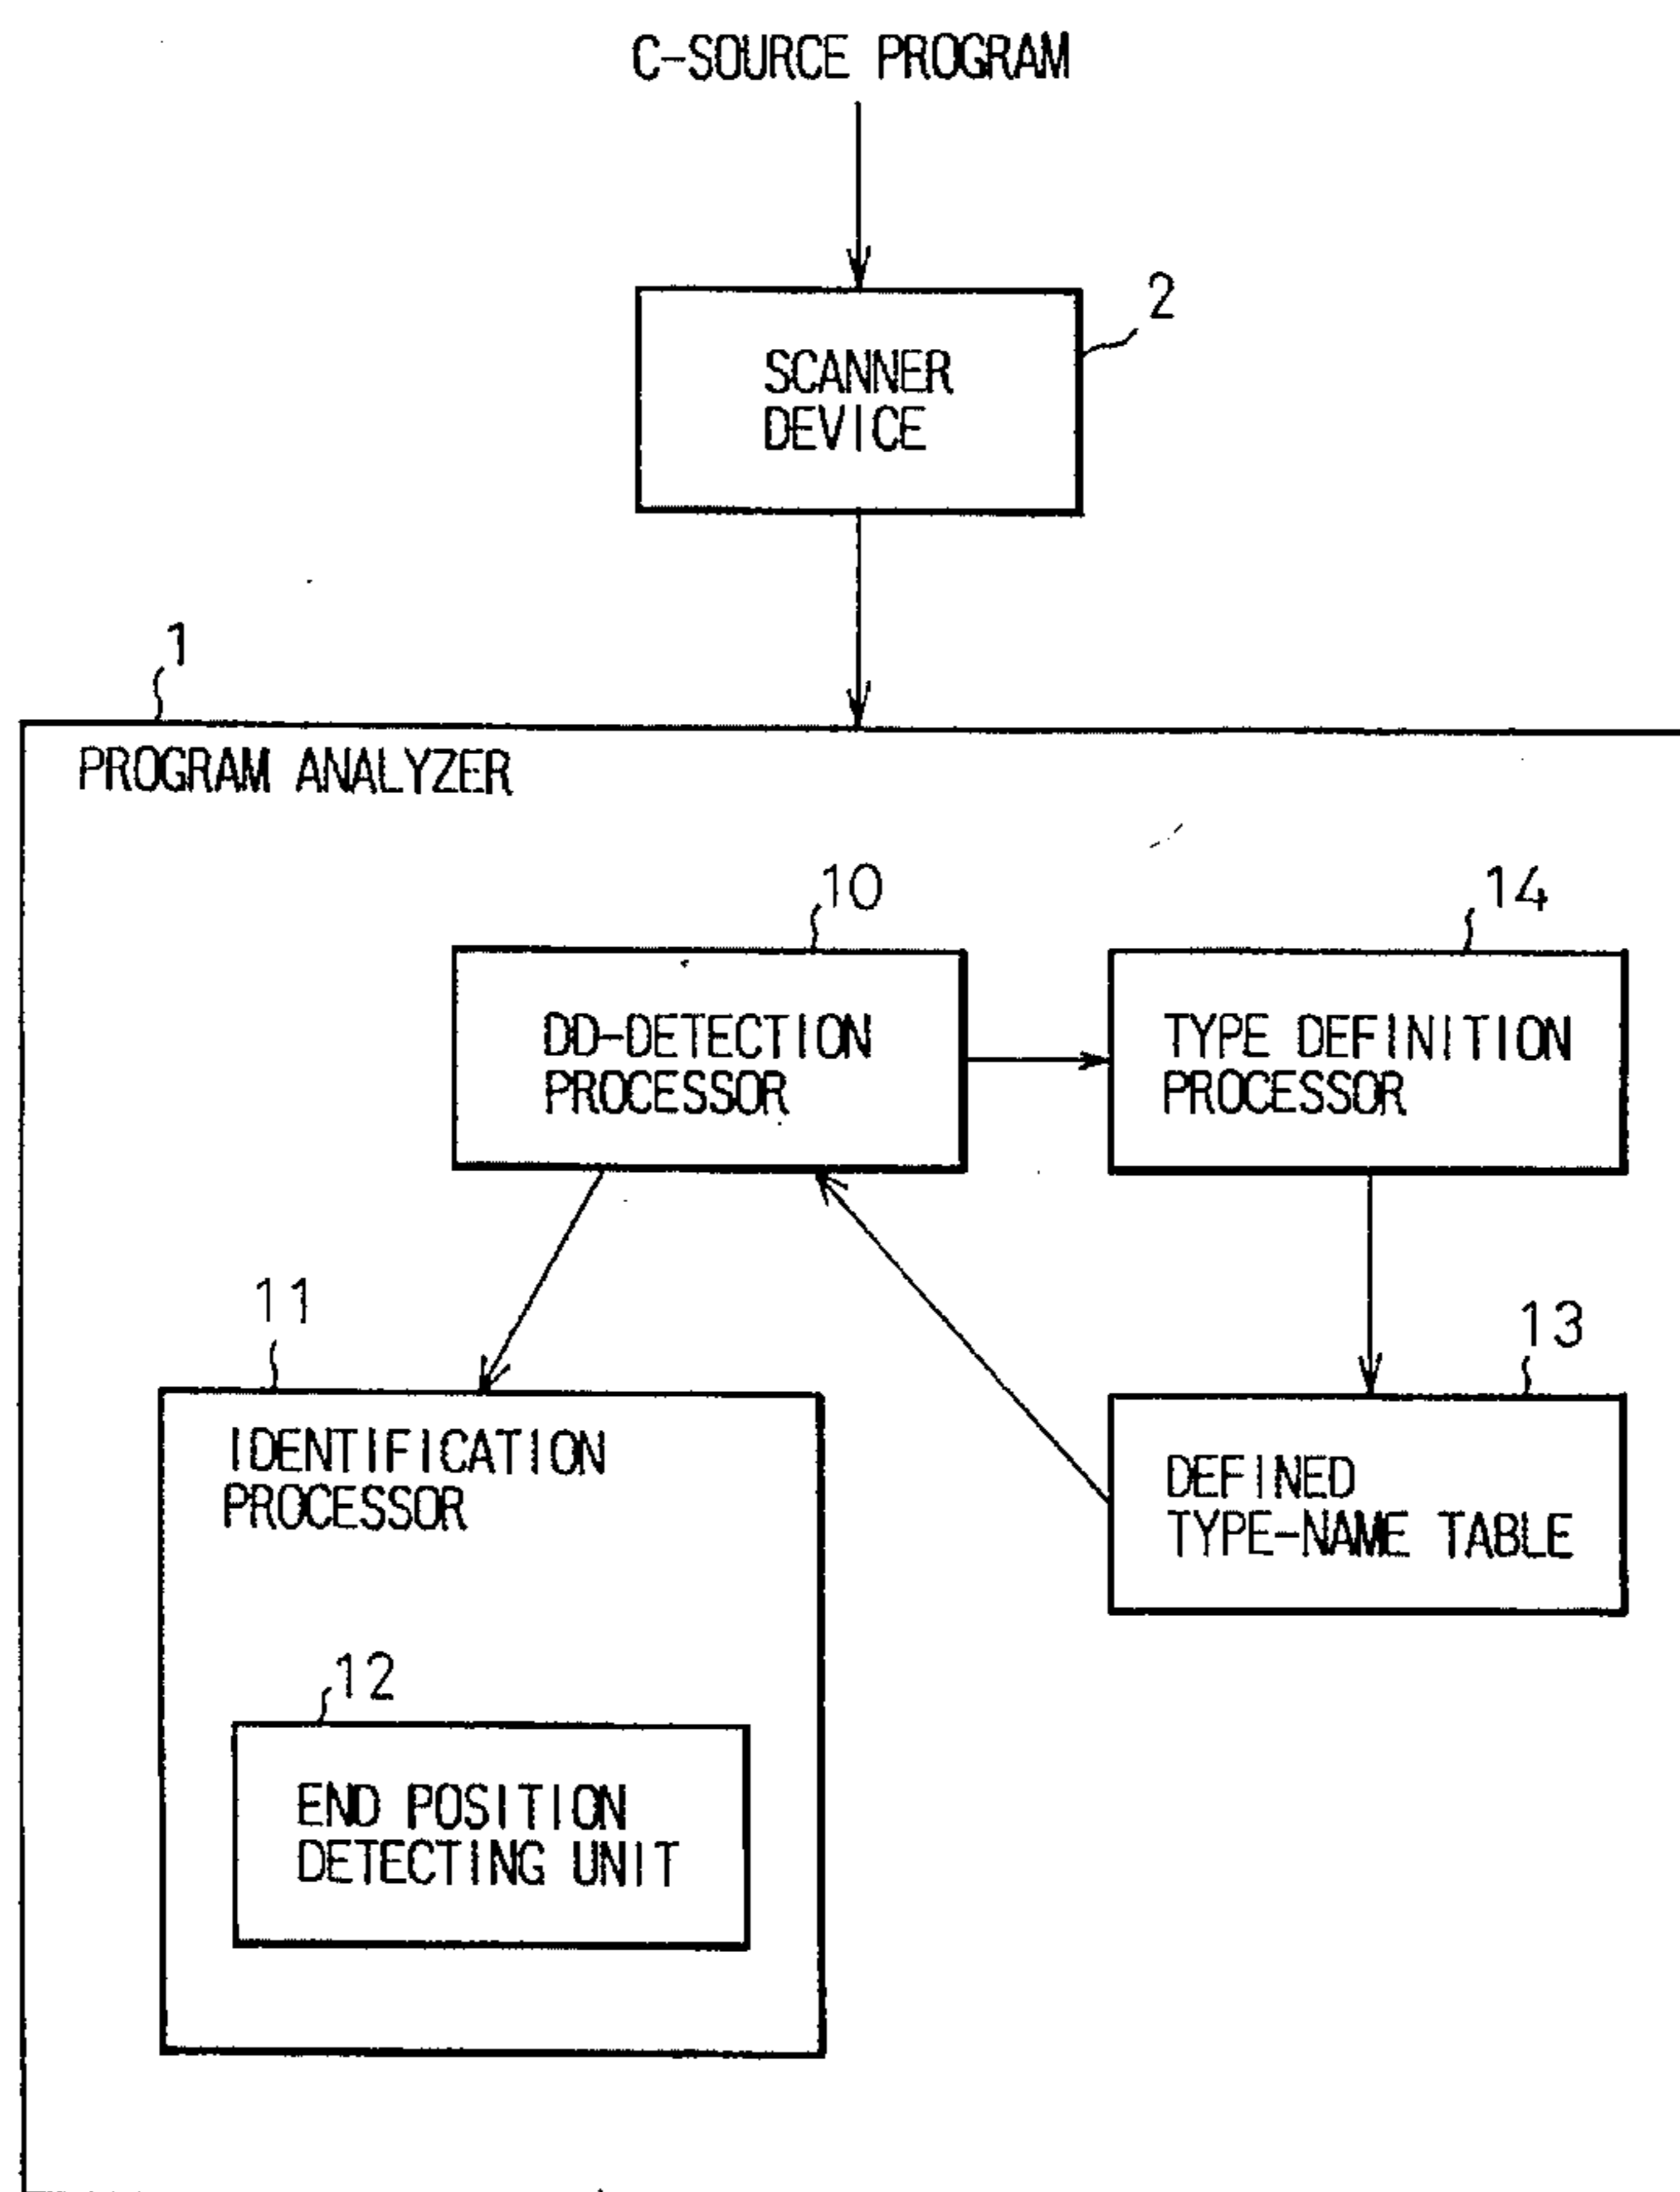 C-SOURCE PROGRAM
2
SCANNER
DEVICE
1
PROGRAM ANALYZER
10
14
DD-DETECTION
PROCESSOR
TYPE DEFINITION
PROCESSOR
11
13
IDENTIFICATION
PROCESSOR
DEFINED
TYPE-NAME TABLE
12
END POSITION
DETECTING UNIT